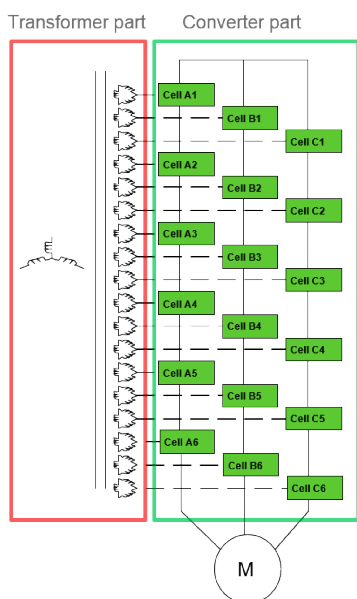 Transformer part
Converter part
Cell A1
Cell B1
Cell C1
Cell A2
Cell B2
Cell C2
Cell A3
Cell B3
Cell C3
Cell A4
Cell B4
Cell C4
Cell A5
Cell B5
Cell C5
Cell A6
Cell B6
Cell C6
M